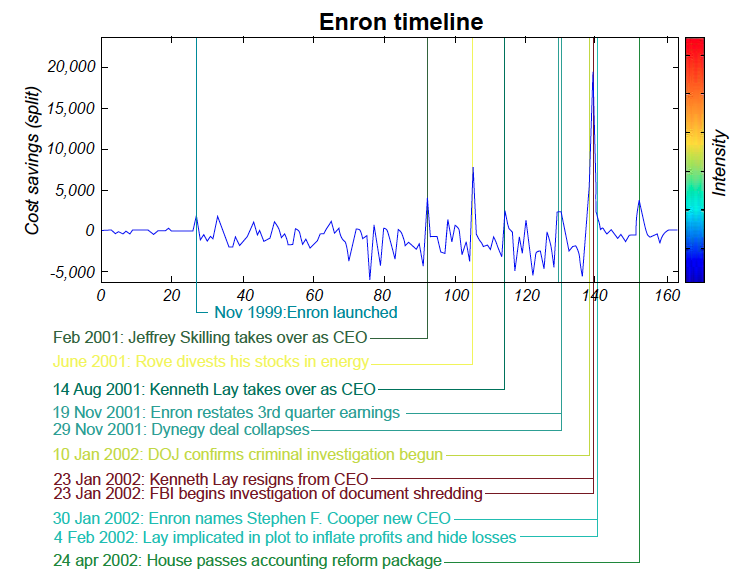 Enron timeline
Cost savings (split)
20,000
15,000
10,000
5,000
0
-5,000
0 20 40 60 80 100 120 140 160
Intensity
Nov 1999:Enron launched
Feb 2001: Jeffrey Skilling takes over as CEO
June 2001: Rove divests his stocks in energy
14 Aug 2001: Kenneth Lay takes over as CEO
19 Nov 2001: Enron restates 3rd quarter earnings
29 Nov 2001: Dynegy deal collapses
10 Jan 2002: DOJ confirms criminal investigation begun
23 Jan 2002: Kenneth Lay resigns from CEO
23 Jan 2002: FBI begins investigation of document shredding
30 Jan 2002: Enron names Stephen F. Cooper new CEO
4 Feb 2002: Lay implicated in plot to inflate profits and hide losses
24 apr 2002: House passes accounting reform package